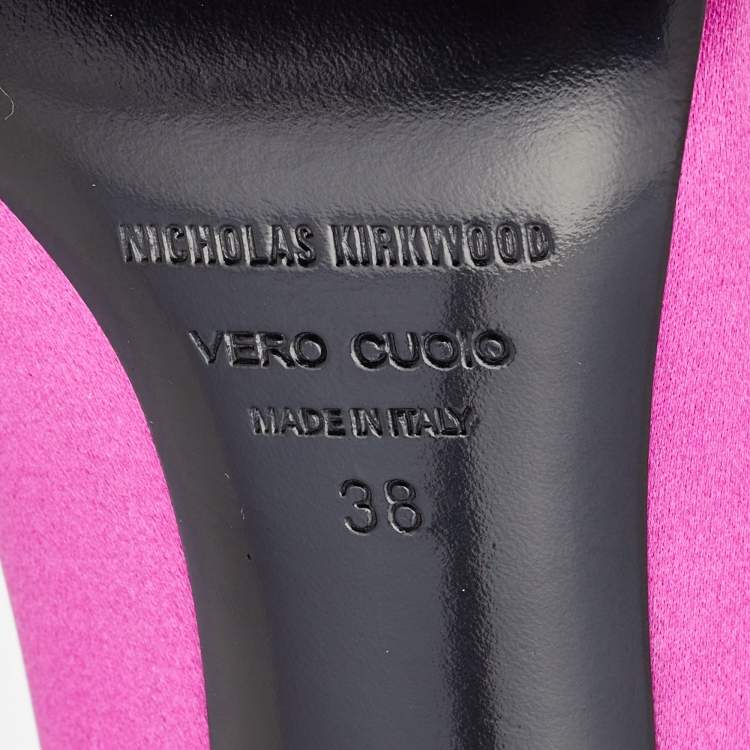 NICHOLAS KIRKWOOD
VERO CUOIO
MADE IN ITALY
38